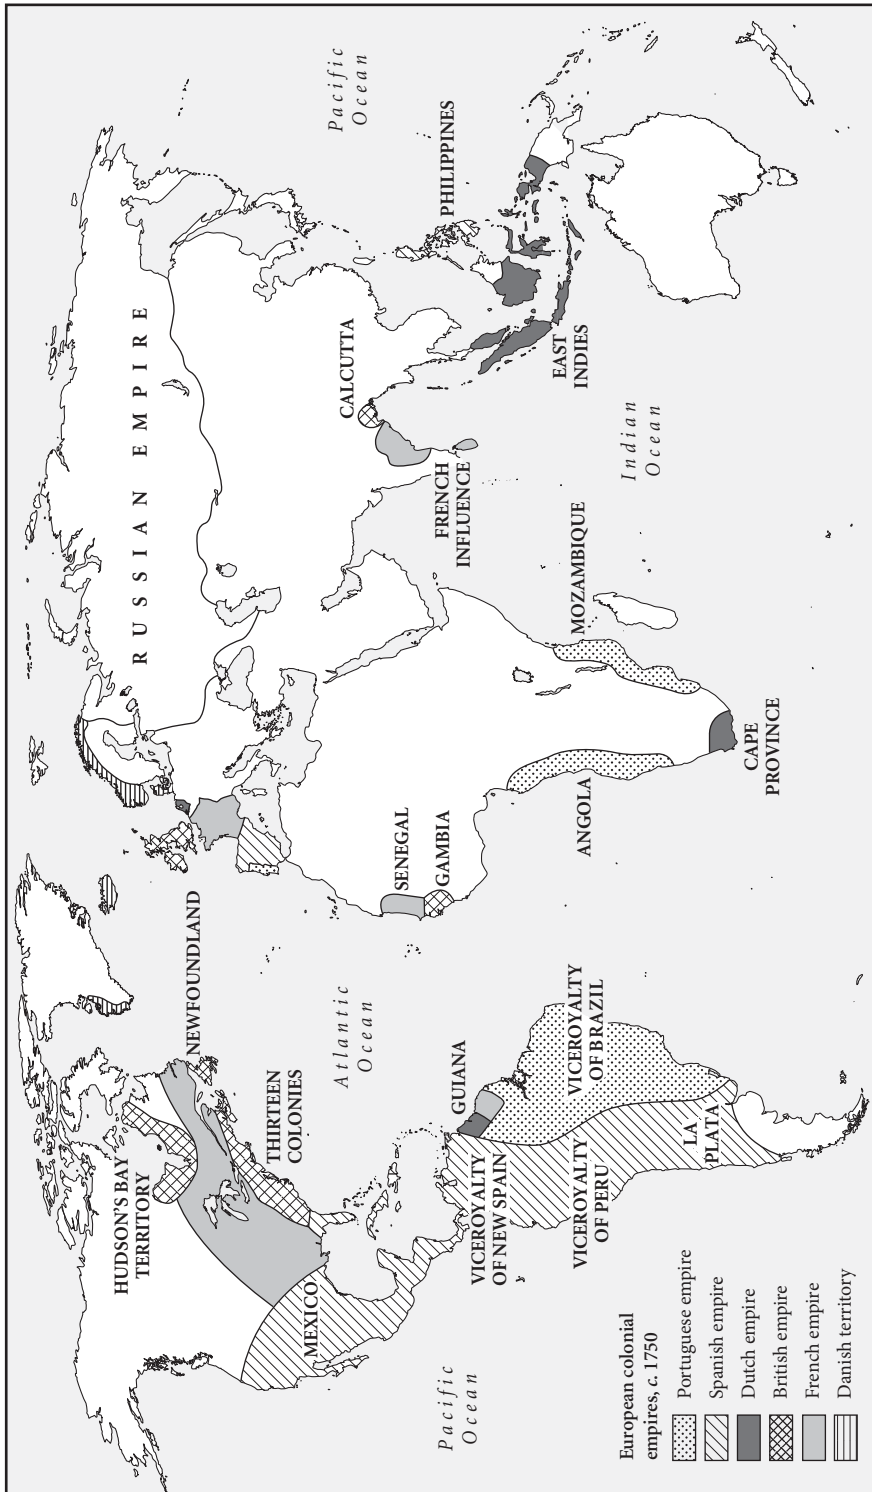 RUSSIAN EMPIRE
Pacific
Ocean
PHILIPPINES
CALCUTTA
EAST
INDIES
FRENCH
INFLUENCE
Indian
Ocean
MOZAMBIQUE
CAPE
PROVINCE
ANGOLA
SENEGAL
GAMBIA
NEWFOUNDLAND
Atlantic
Ocean
HUDSON'S BAY
TERRITORY
THIRTEEN
COLONIES
GUIANA
VICEROYALTY
OF BRAZIL
MEXICO
VICEROYALTY
OF NEW SPAIN
VICEROYALTY
OF PERU
LA
PLATA
Pacific
Ocean
European colonial
empires, c. 1750
Portuguese empire
Spanish empire
Dutch empire
British empire
French empire
Danish territory